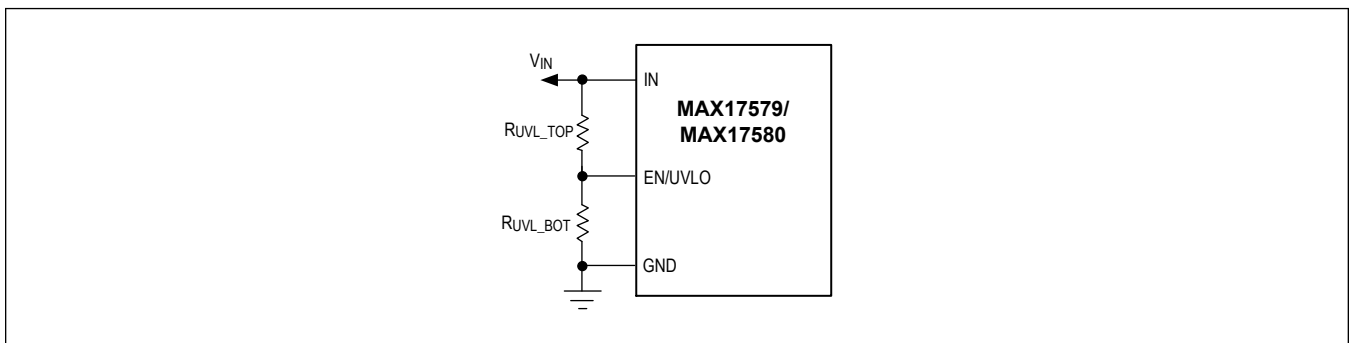 VIN
IN
MAX17579/
MAX17580
RUVL_TOP
EN/UVLO
RUVL_BOT
GND